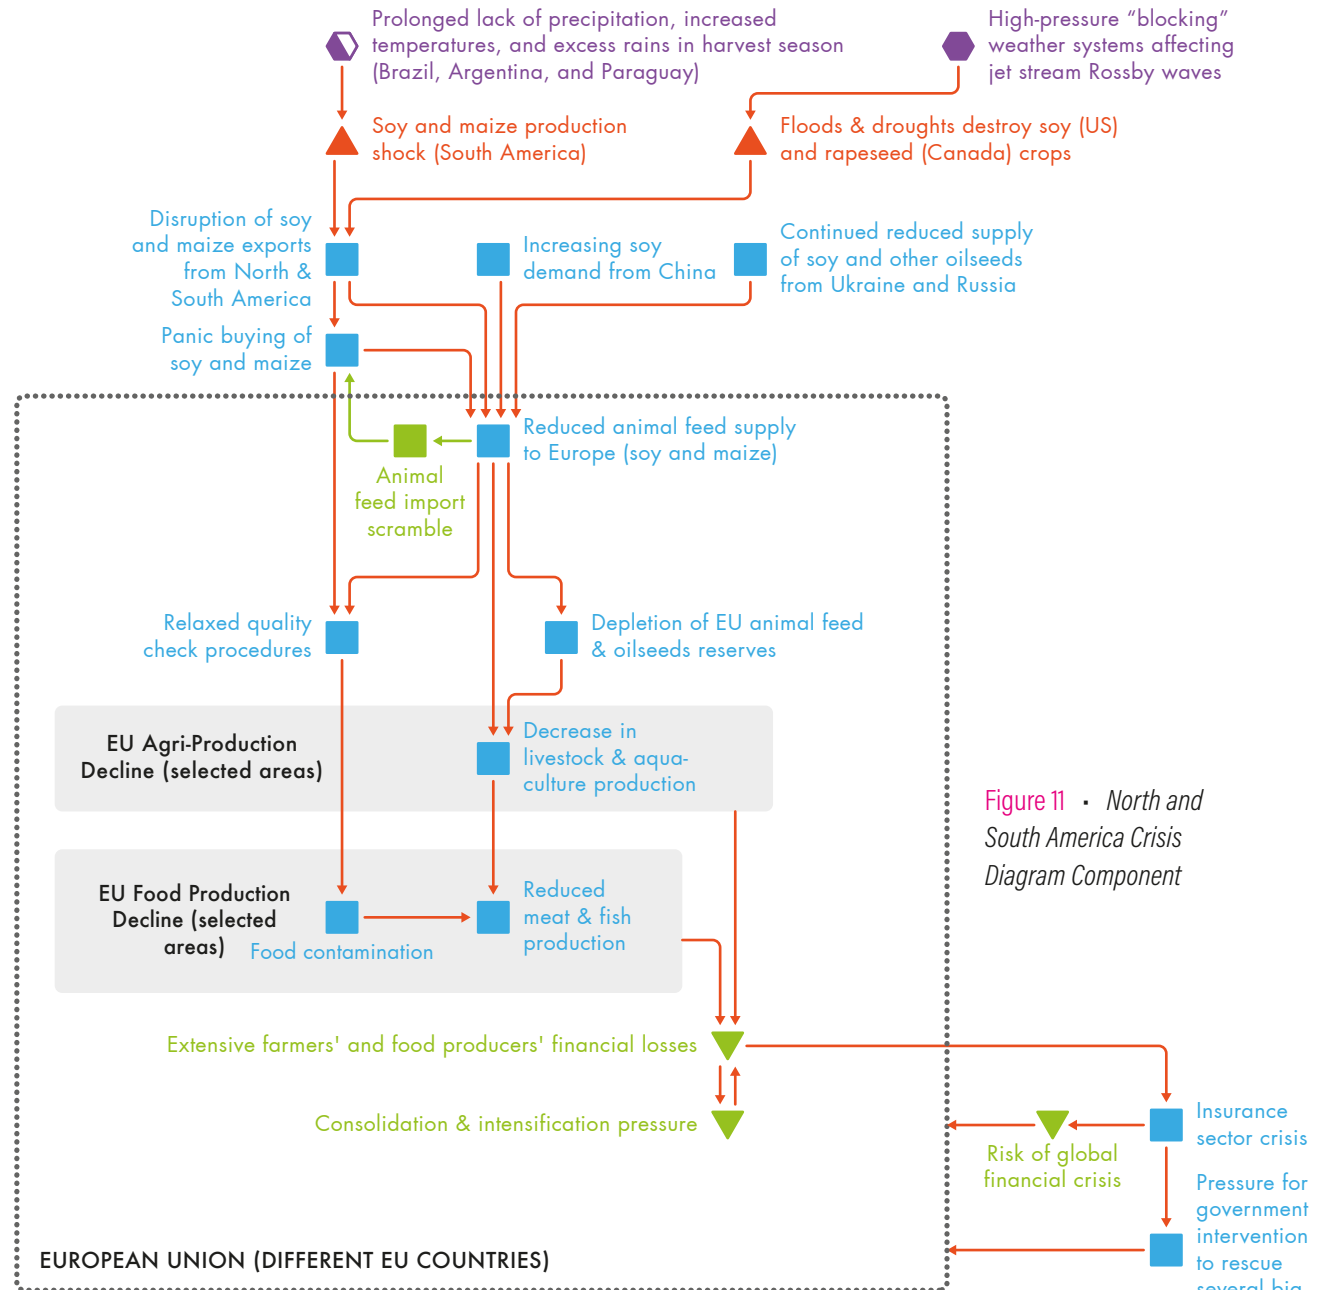 Prolonged lack of precipitation, increased
temperatures, and excess rains in harvest season
(Brazil, Argentina, and Paraguay)
High-pressure “blocking”
weather systems affecting
jet stream Rossby waves
Soy and maize production
shock (South America)
Floods & droughts destroy soy (US)
and rapeseed (Canada) crops
Disruption of soy
and maize exports
from North &
South America
Increasing soy
demand from China
Continued reduced supply
of soy and other oilseeds
from Ukraine and Russia
Panic buying of
soy and maize
Reduced animal feed supply
to Europe (soy and maize)
Animal
feed import
scramble
Relaxed quality
check procedures
Depletion of EU animal feed
& oilseeds reserves
EU Agri-Production
Decline (selected areas)
Decrease in
livestock & aqua-
culture production
Figure 11 • North and
South America Crisis
Diagram Component
EU Food Production
Decline (selected
areas)
Food contamination
Reduced
meat & fish
production
Extensive farmers' and food producers' financial losses
Consolidation & intensification pressure
Insurance
sector crisis
Risk of global
financial crisis
Pressure for
government
intervention
to rescue
several big
EUROPEAN UNION (DIFFERENT EU COUNTRIES)